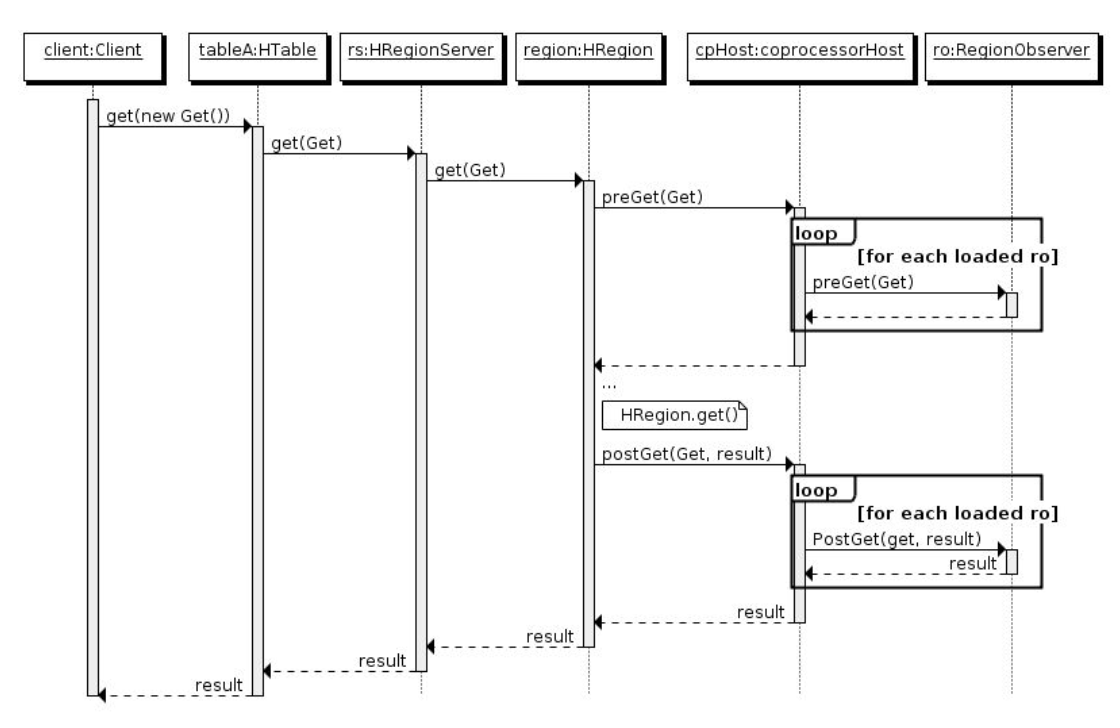 client:Client
tableA:HTable
rs:HRegionServer
region:HRegion
cpHost:coprocessorHost
ro:RegionObserver
get(new Get())
get(Get)
get(Get)
preGet(Get)
loop
[for each loaded ro]
preGet(Get)
...
HRegion.get()
postGet(Get, result)
loop
[for each loaded ro]
PostGet(get, result)
result
result
result
result
result